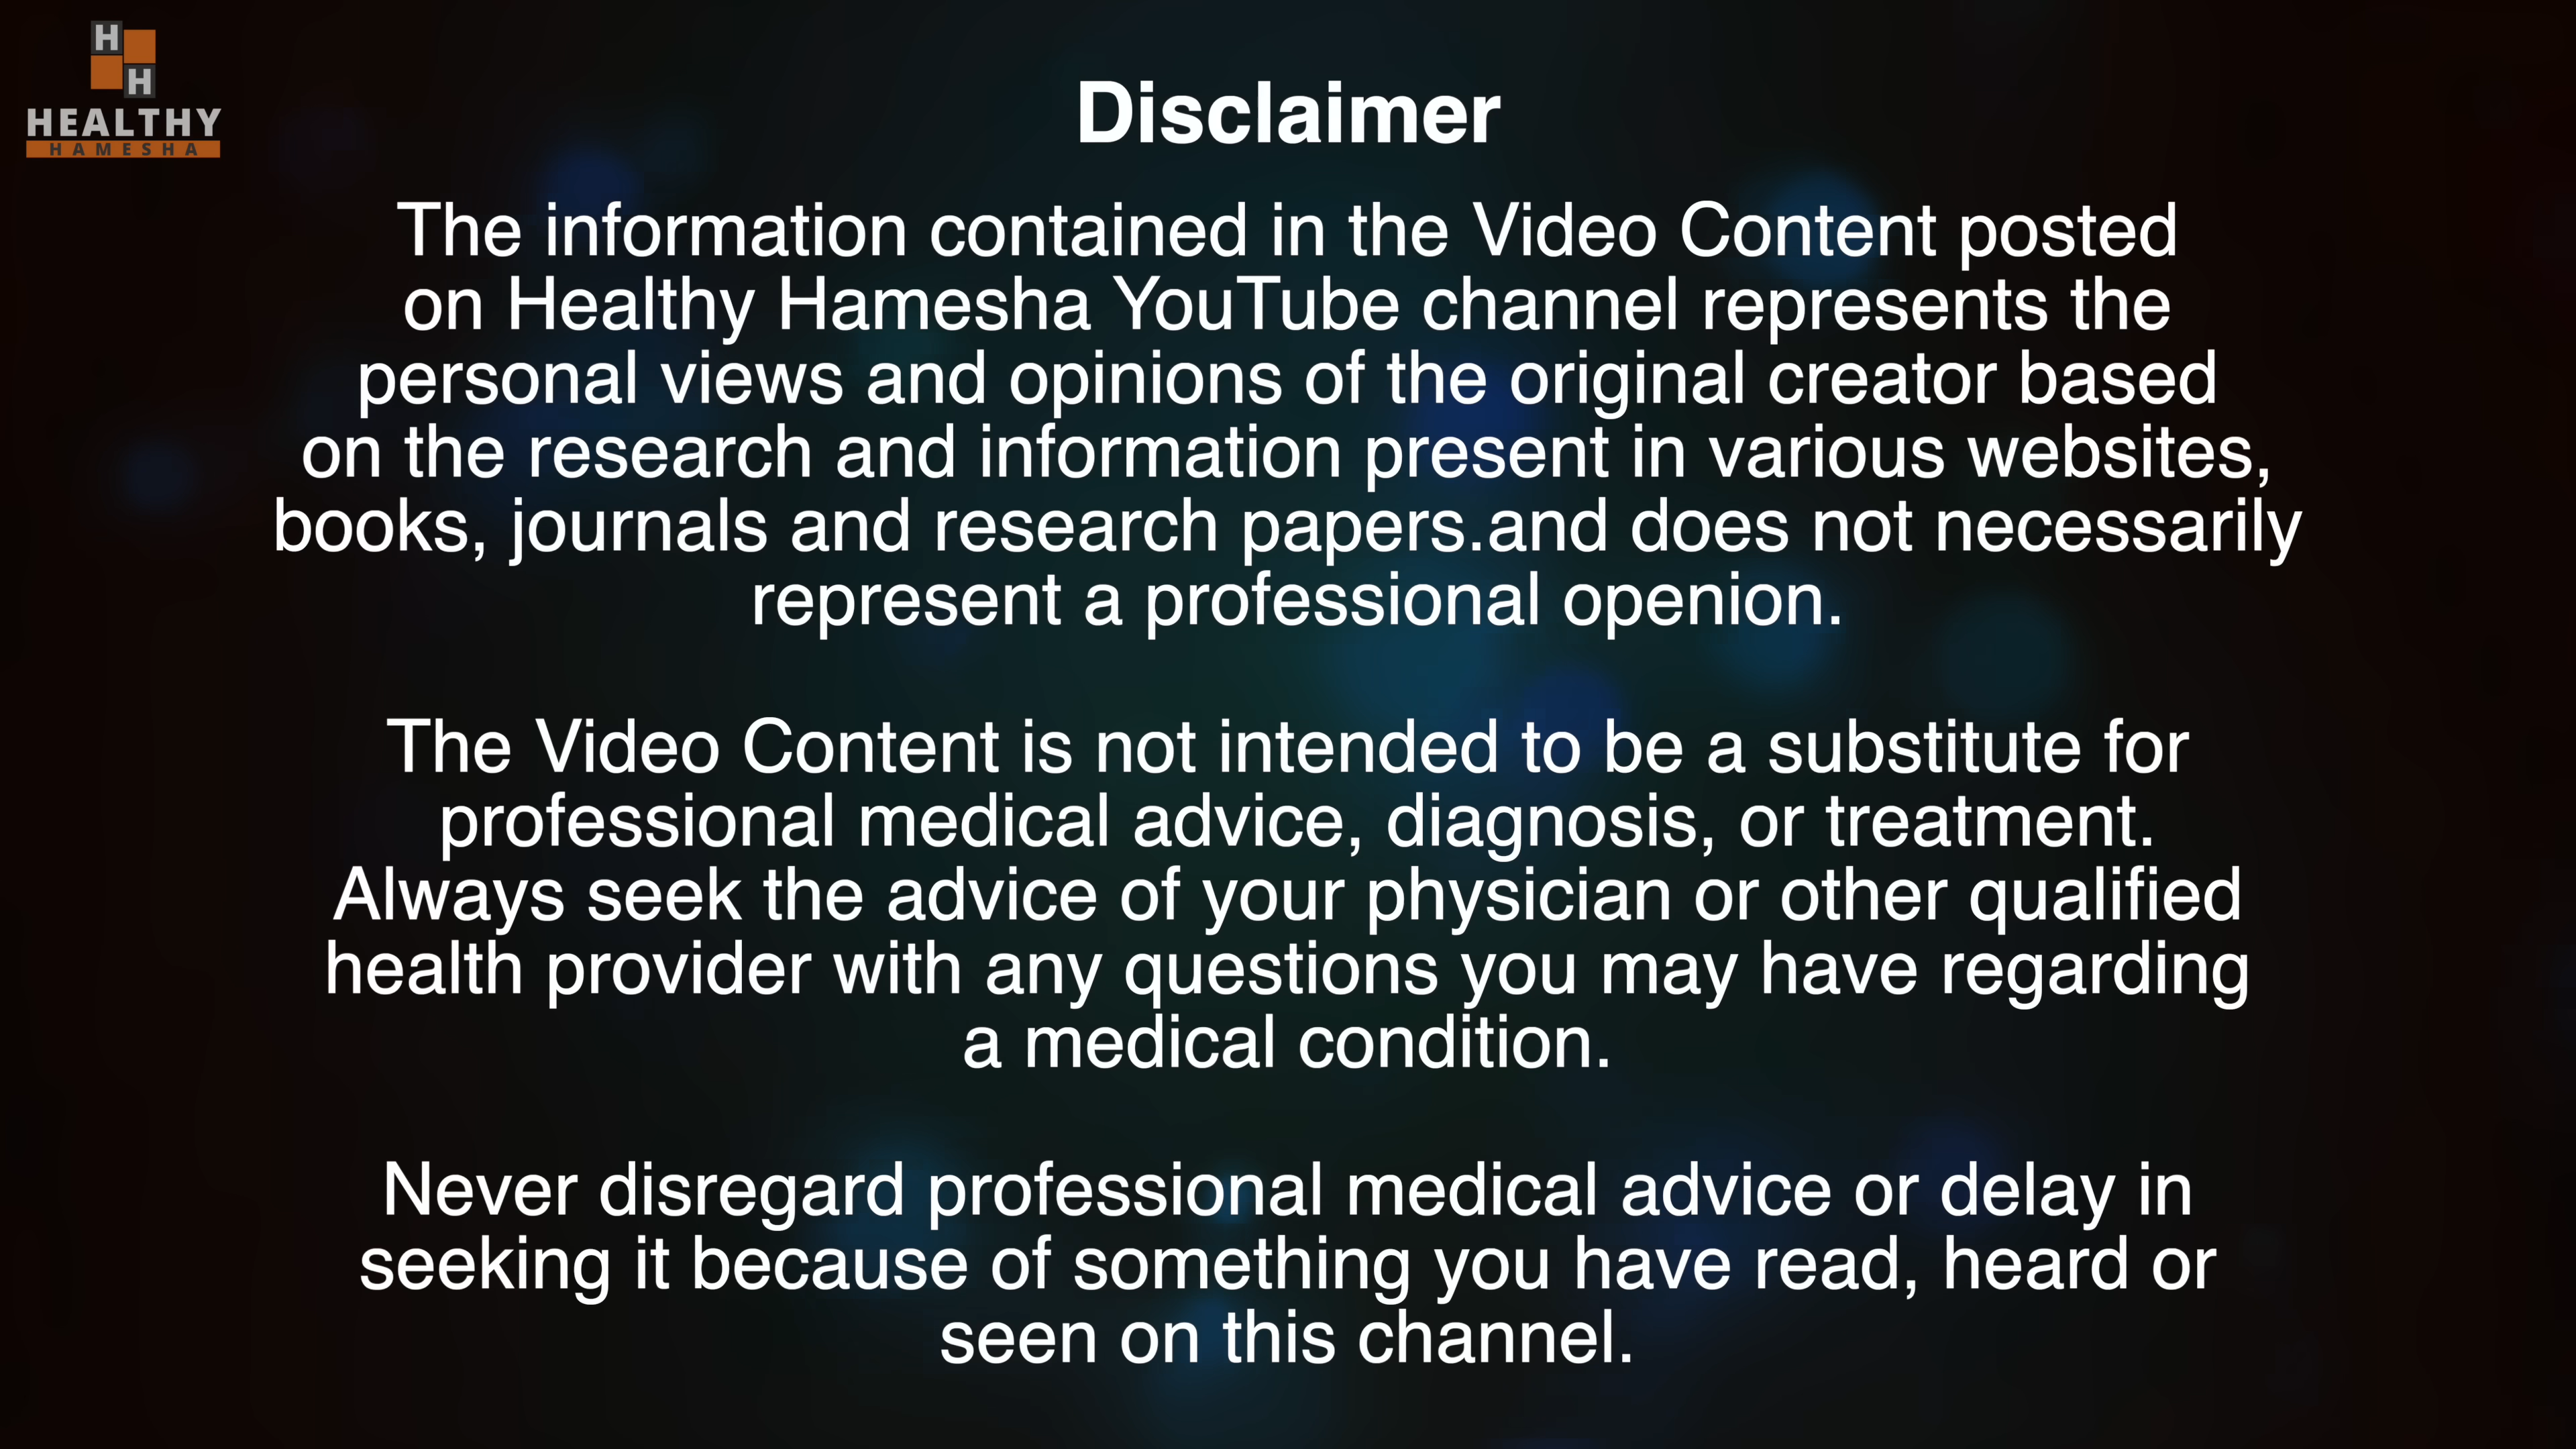 H
H
HEALTHY
HAMESHA
Disclaimer
The information contained in the Video Content posted
on Healthy Hamesha YouTube channel represents the
personal views and opinions of the original creator based
on the research and information present in various websites,
books, journals and research papers.and does not necessarily
represent a professional openion.
The Video Content is not intended to be a substitute for
professional medical advice, diagnosis, or treatment.
Always seek the advice of your physician or other qualified
health provider with any questions you may have regarding
a medical condition.
Never disregard professional medical advice or delay in
seeking it because of something you have read, heard or
seen on this channel.